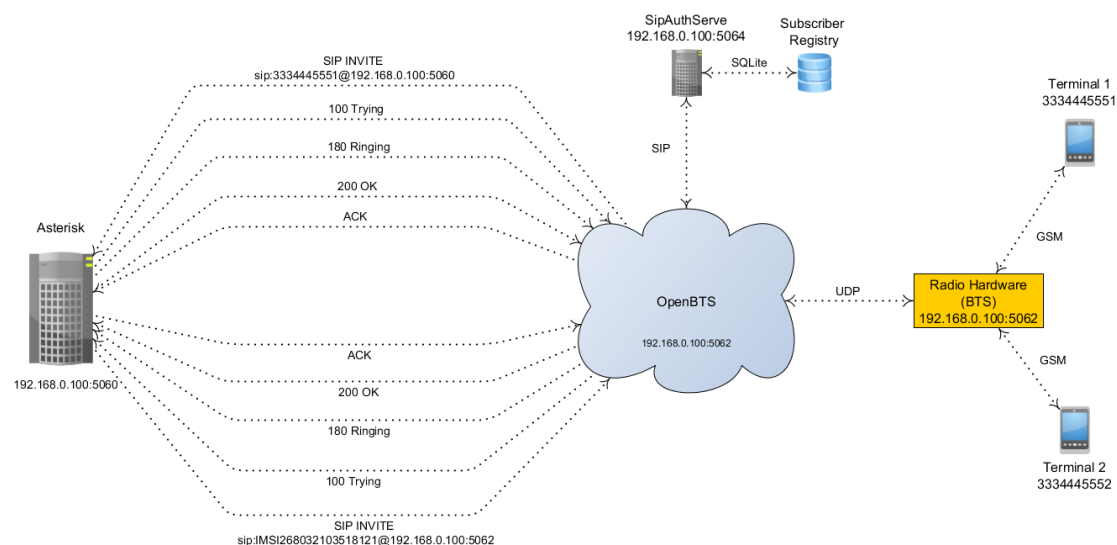 SipAuthServe
192.168.0.100:5064
Subscriber
Registry
SQLite
SIP INVITE
sip:3334445551@192.168.0.100:5060
100 Trying
180 Ringing
200 OK
ACK
SIP
Terminal 1
3334445551
Asterisk
GSM
OpenBTS
UDP
Radio Hardware
(BTS)
192.168.0.100:5062
192.168.0.100:5062
ACK
192.168.0.100:5060
200 OK
GSM
180 Ringing
100 Trying
Terminal 2
3334445552
SIP INVITE
sip:IMSI268032103518121@192.168.0.100:5062